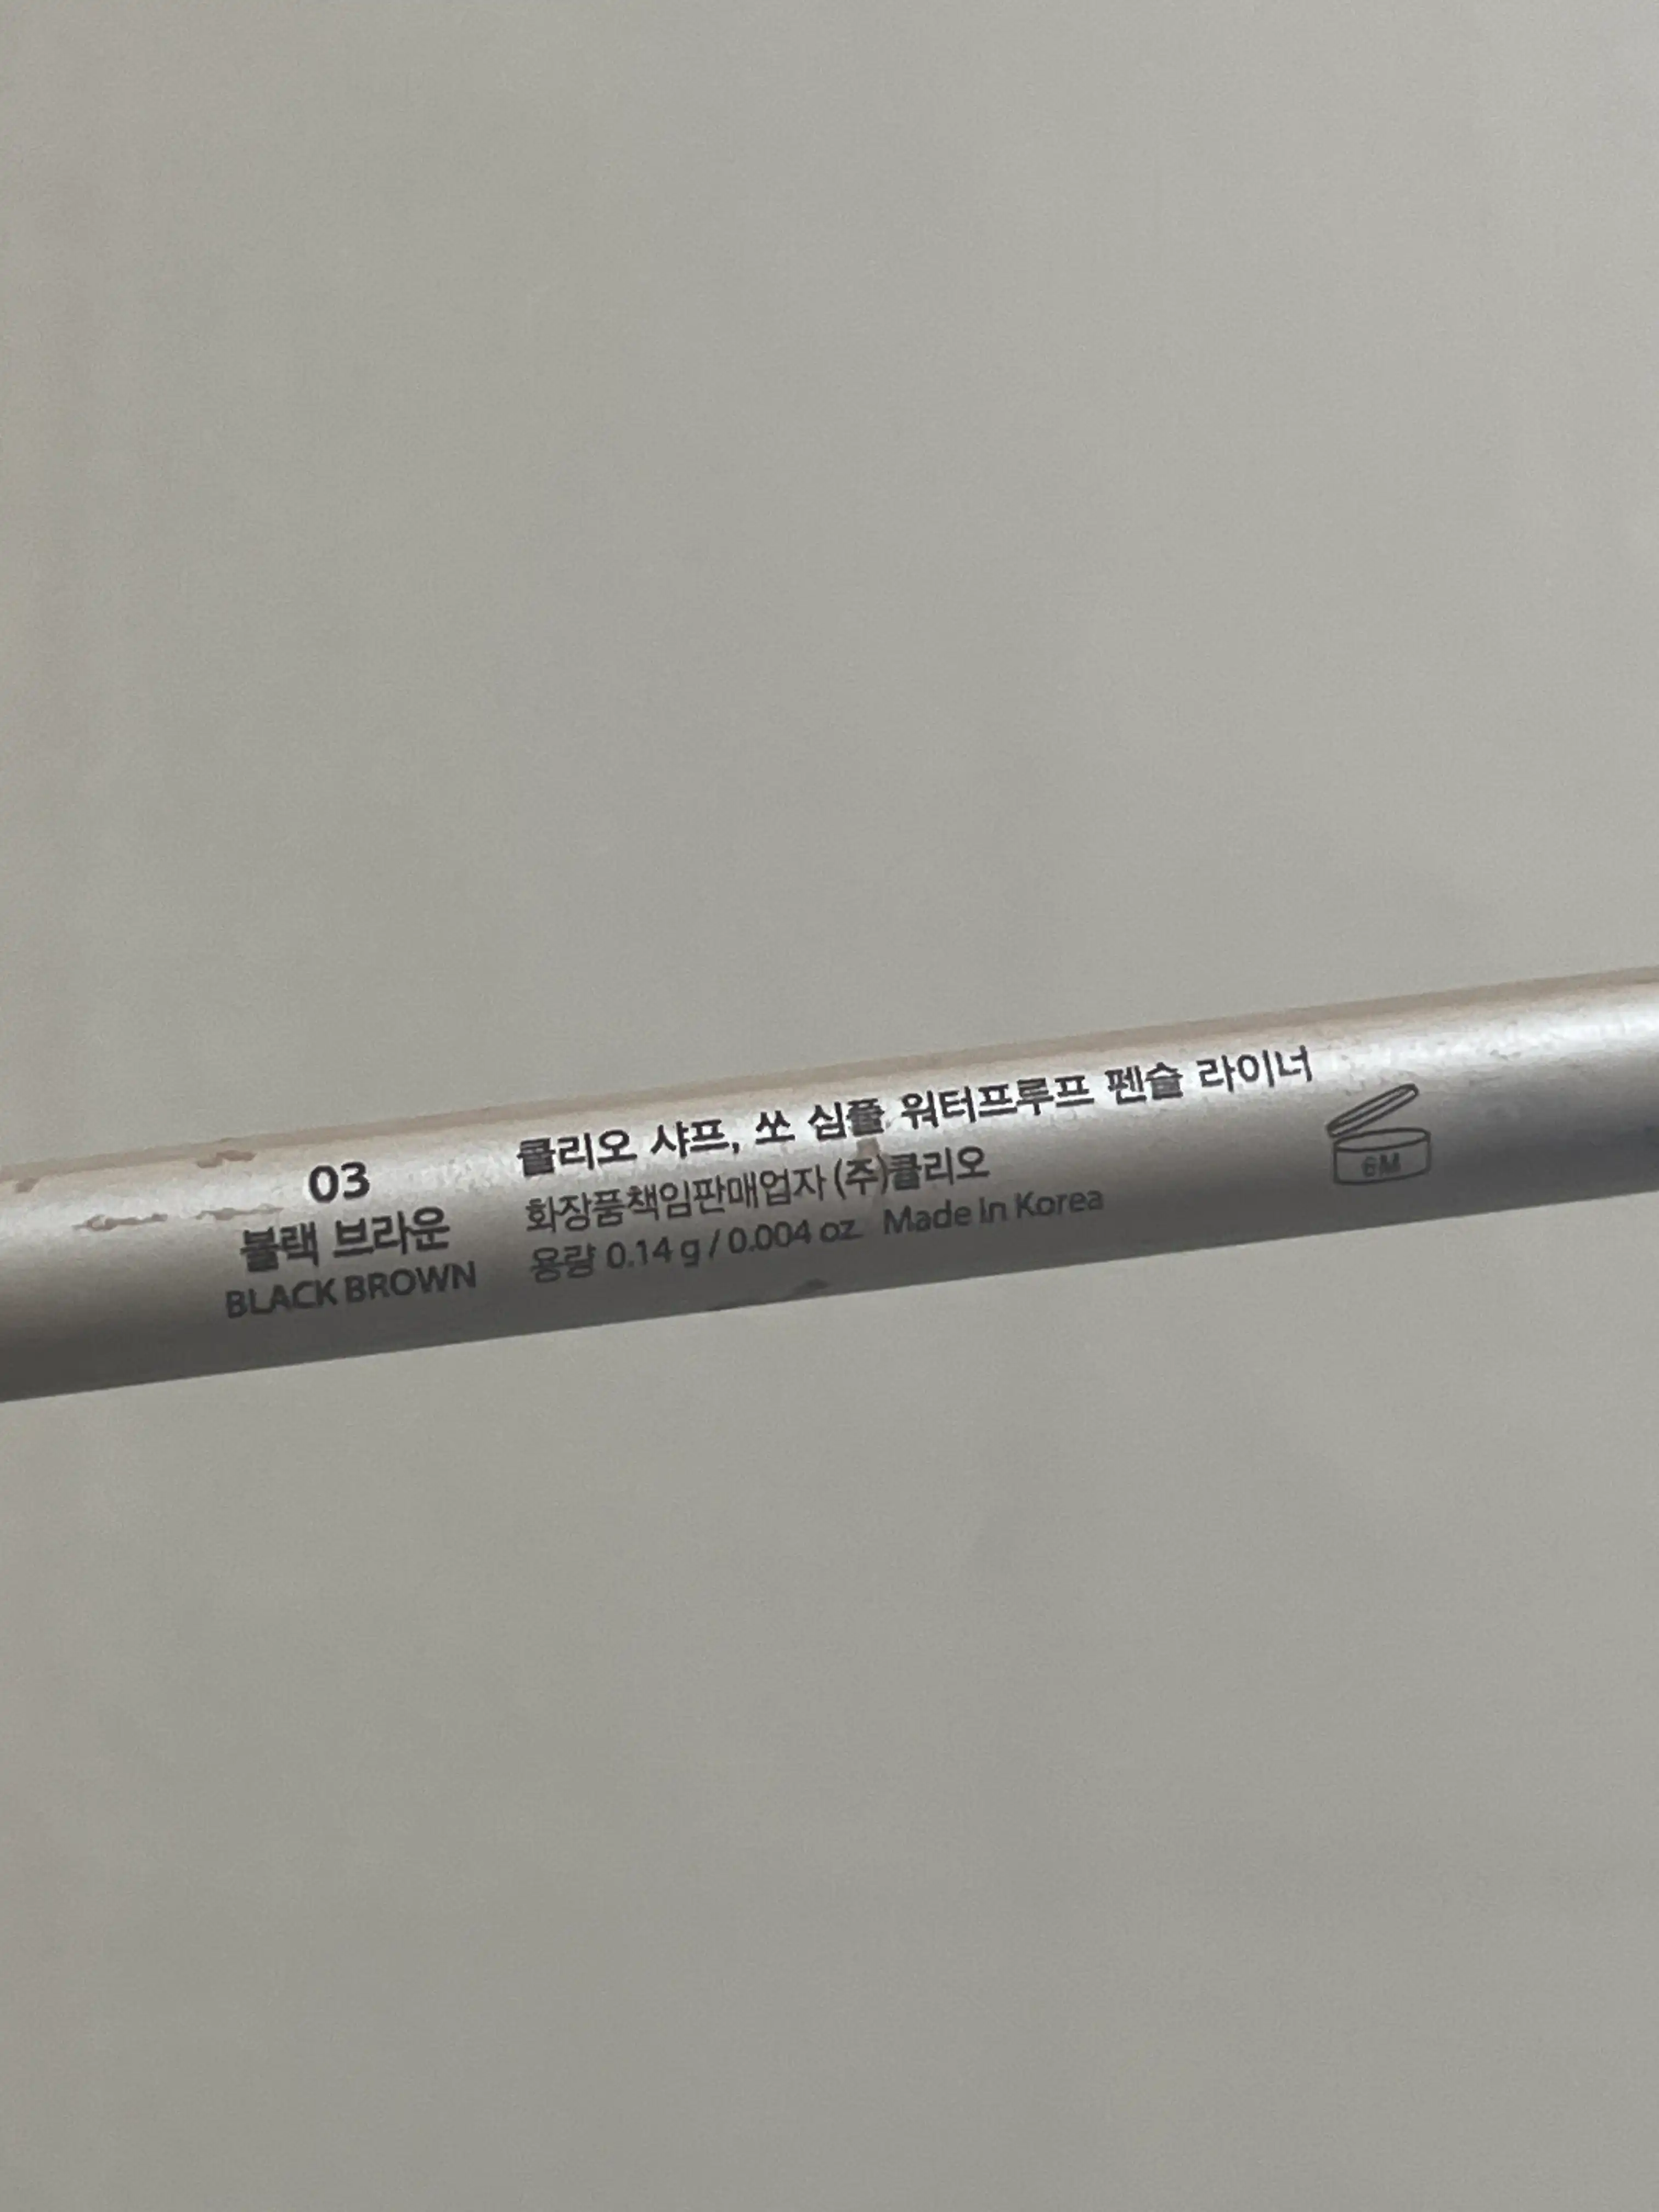 03
블랙 브라운
BLACK BROWN
클리오 샤프, 쏘 심플 워터프루프 펜슬 라이너
화장품책임판매업자 (주)클리오
용량 0.14 g / 0.004 oz. Made in Korea
6M